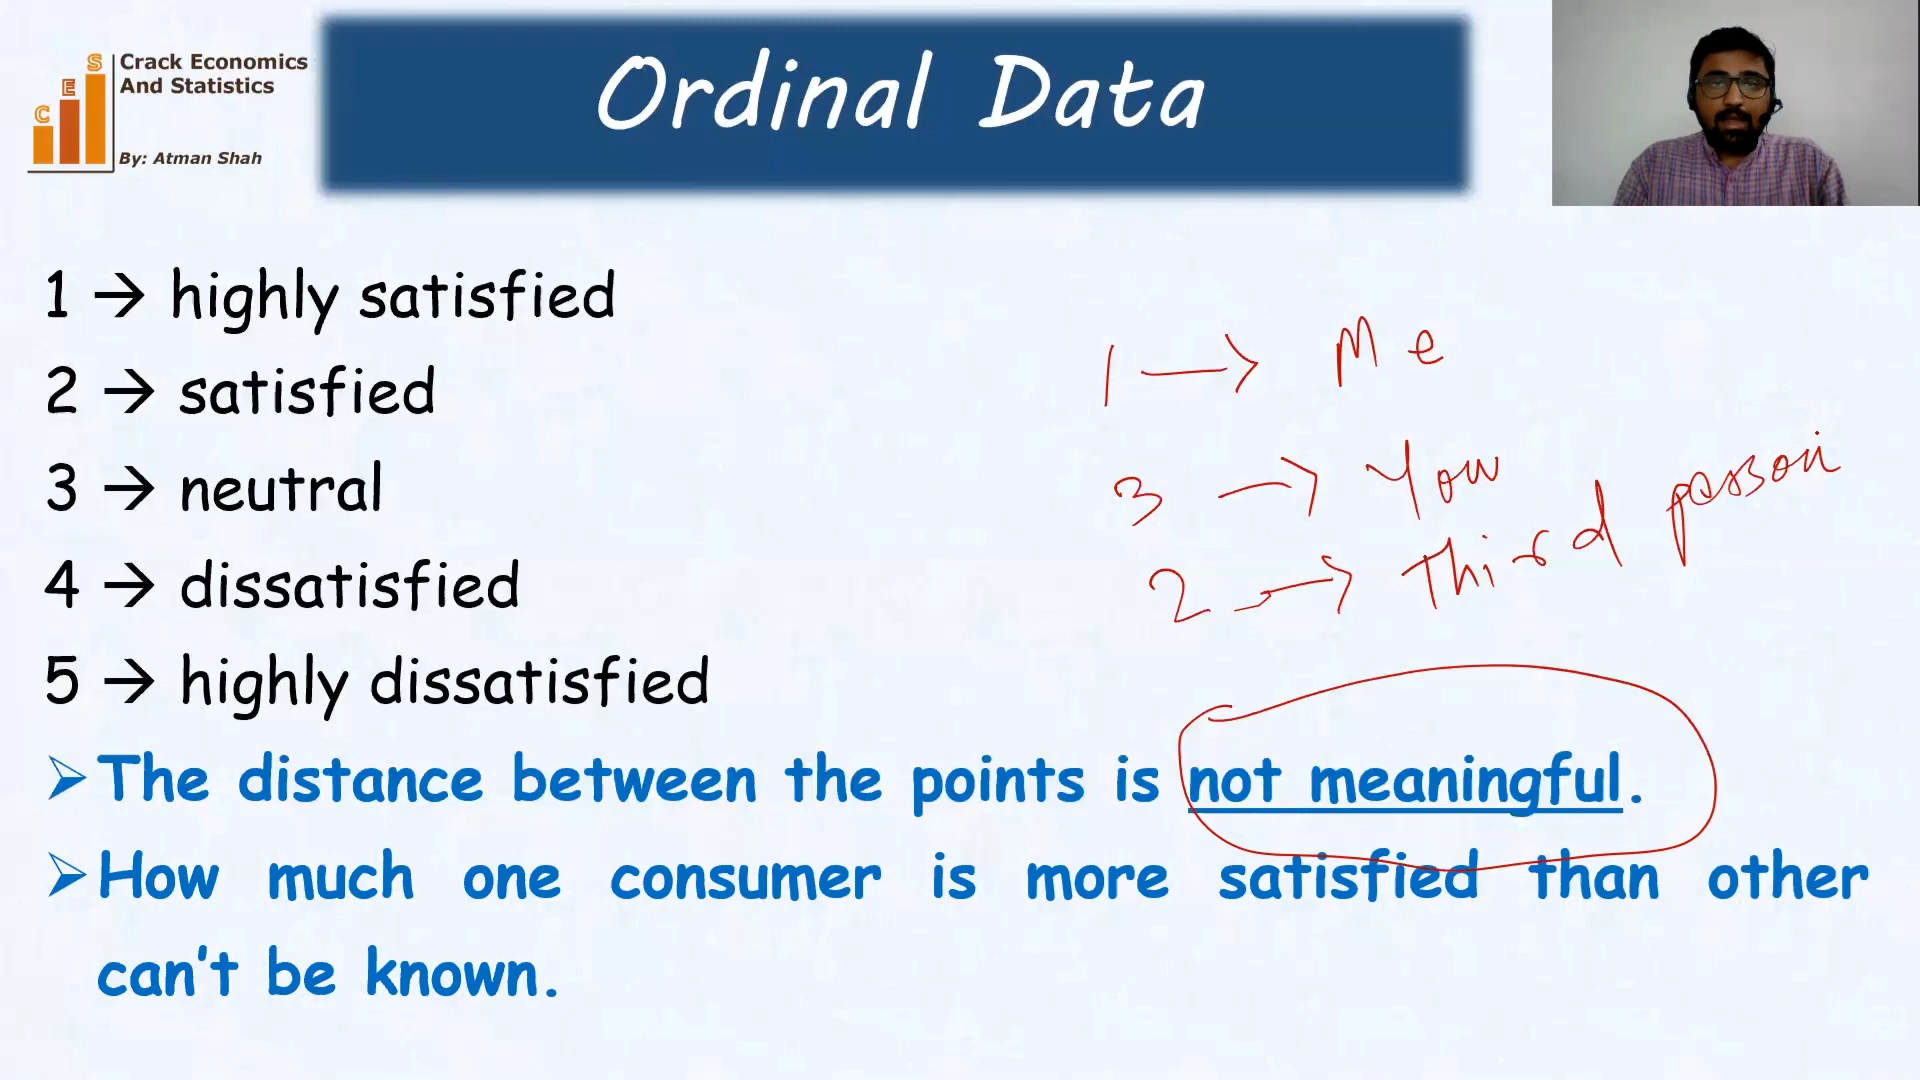 Crack Economics
And Statistics
C E S
By: Atman Shah
Ordinal Data
1 → highly satisfied
2 → satisfied
3 → neutral
4 → dissatisfied
5 → highly dissatisfied
1 → Me
3 → You
2 → Third person
➢ The distance between the points is not meaningful.
➢ How much one consumer is more satisfied than other
can't be known.